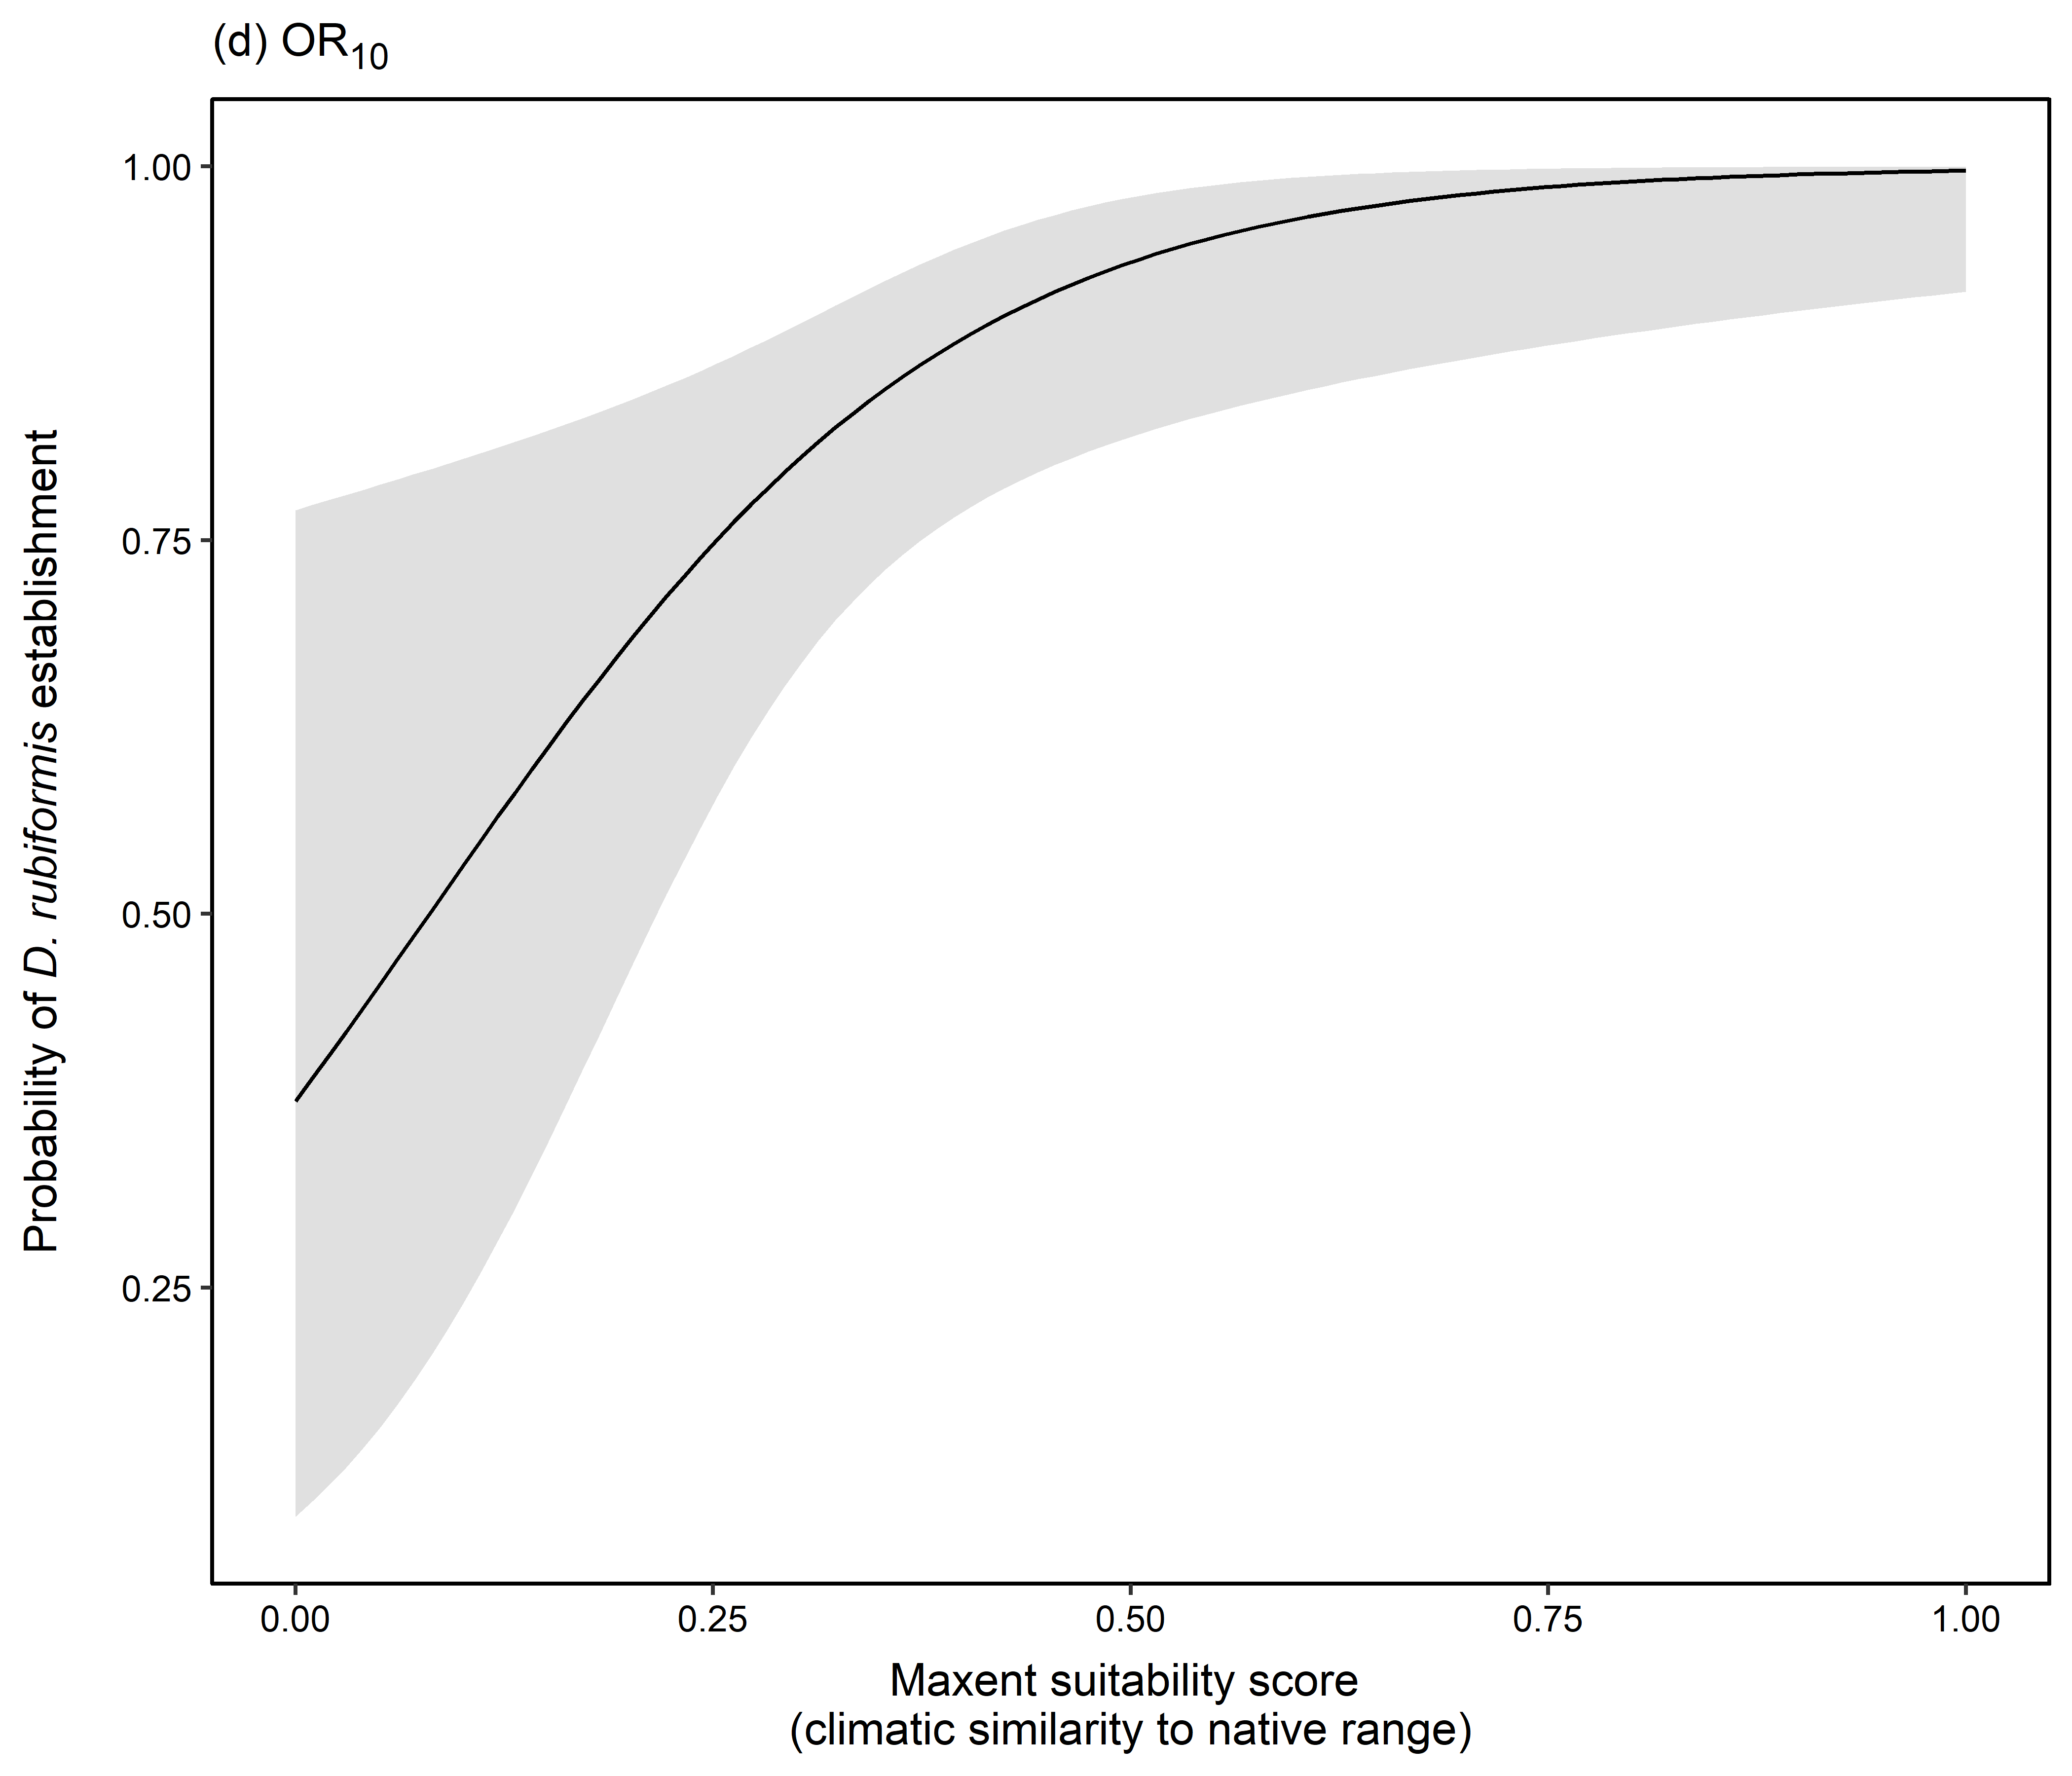 (d) OR₁₀
Probability of D. rubiformis establishment
1.00
0.75
0.50
0.25
0.00 0.25 0.50 0.75 1.00
Maxent suitability score
(climatic similarity to native range)